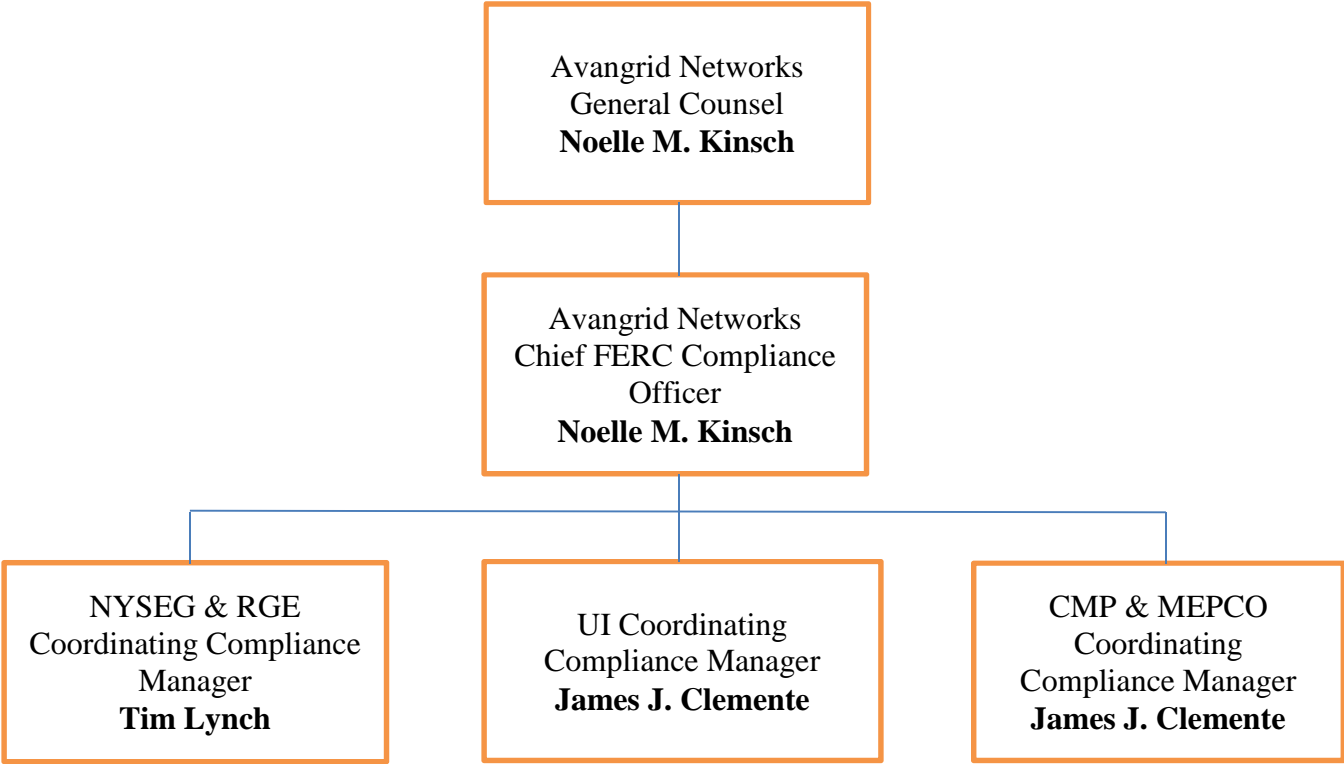 Avangrid Networks
General Counsel
Noelle M. Kinsch
Avangrid Networks
Chief FERC Compliance
Officer
Noelle M. Kinsch
NYSEG & RGE
Coordinating Compliance
Manager
Tim Lynch
UI Coordinating
Compliance Manager
James J. Clemente
CMP & MEPCO
Coordinating
Compliance Manager
James J. Clemente